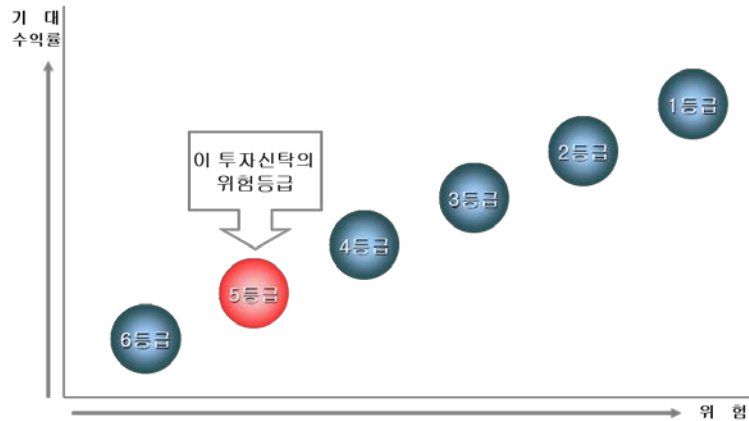 기 대
수익률
1등급
2등급
이 투자신탁의
위험등급
3등급
4등급
5등급
6등급
위 험